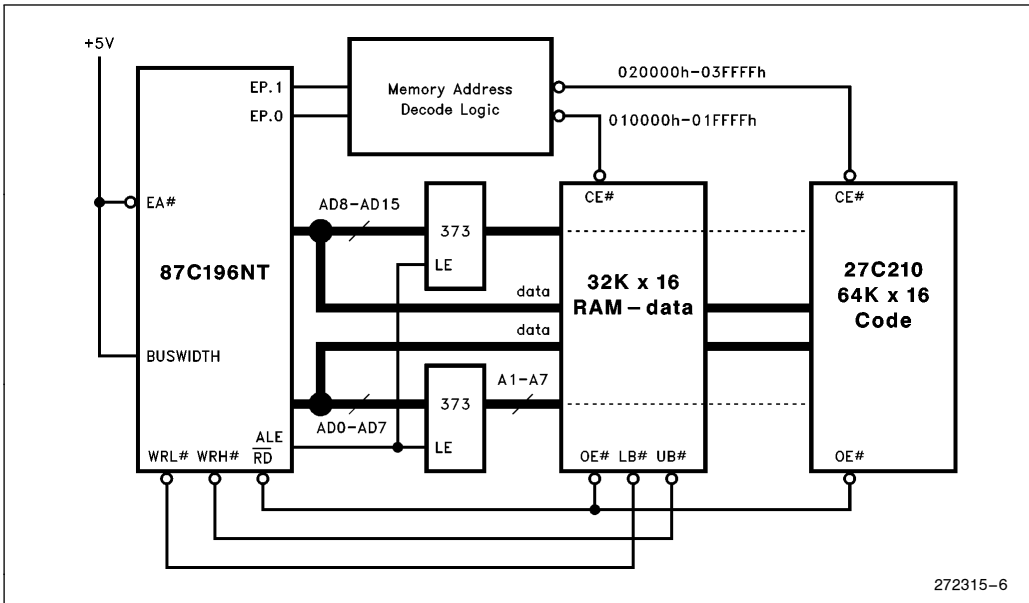 +5V
EP.1
EP.0
Memory Address
Decode Logic
020000h-03FFFFh
010000h-01FFFFh
EA#
AD8-AD15
373
LE
CE#
CE#
87C196NT
32K x 16
RAM-data
27C210
64K x 16
Code
data
data
BUSWIDTH
A1-A7
373
LE
AD0-AD7
ALE
WRL# WRH# RD
OE# LB# UB#
OE#
272315-6